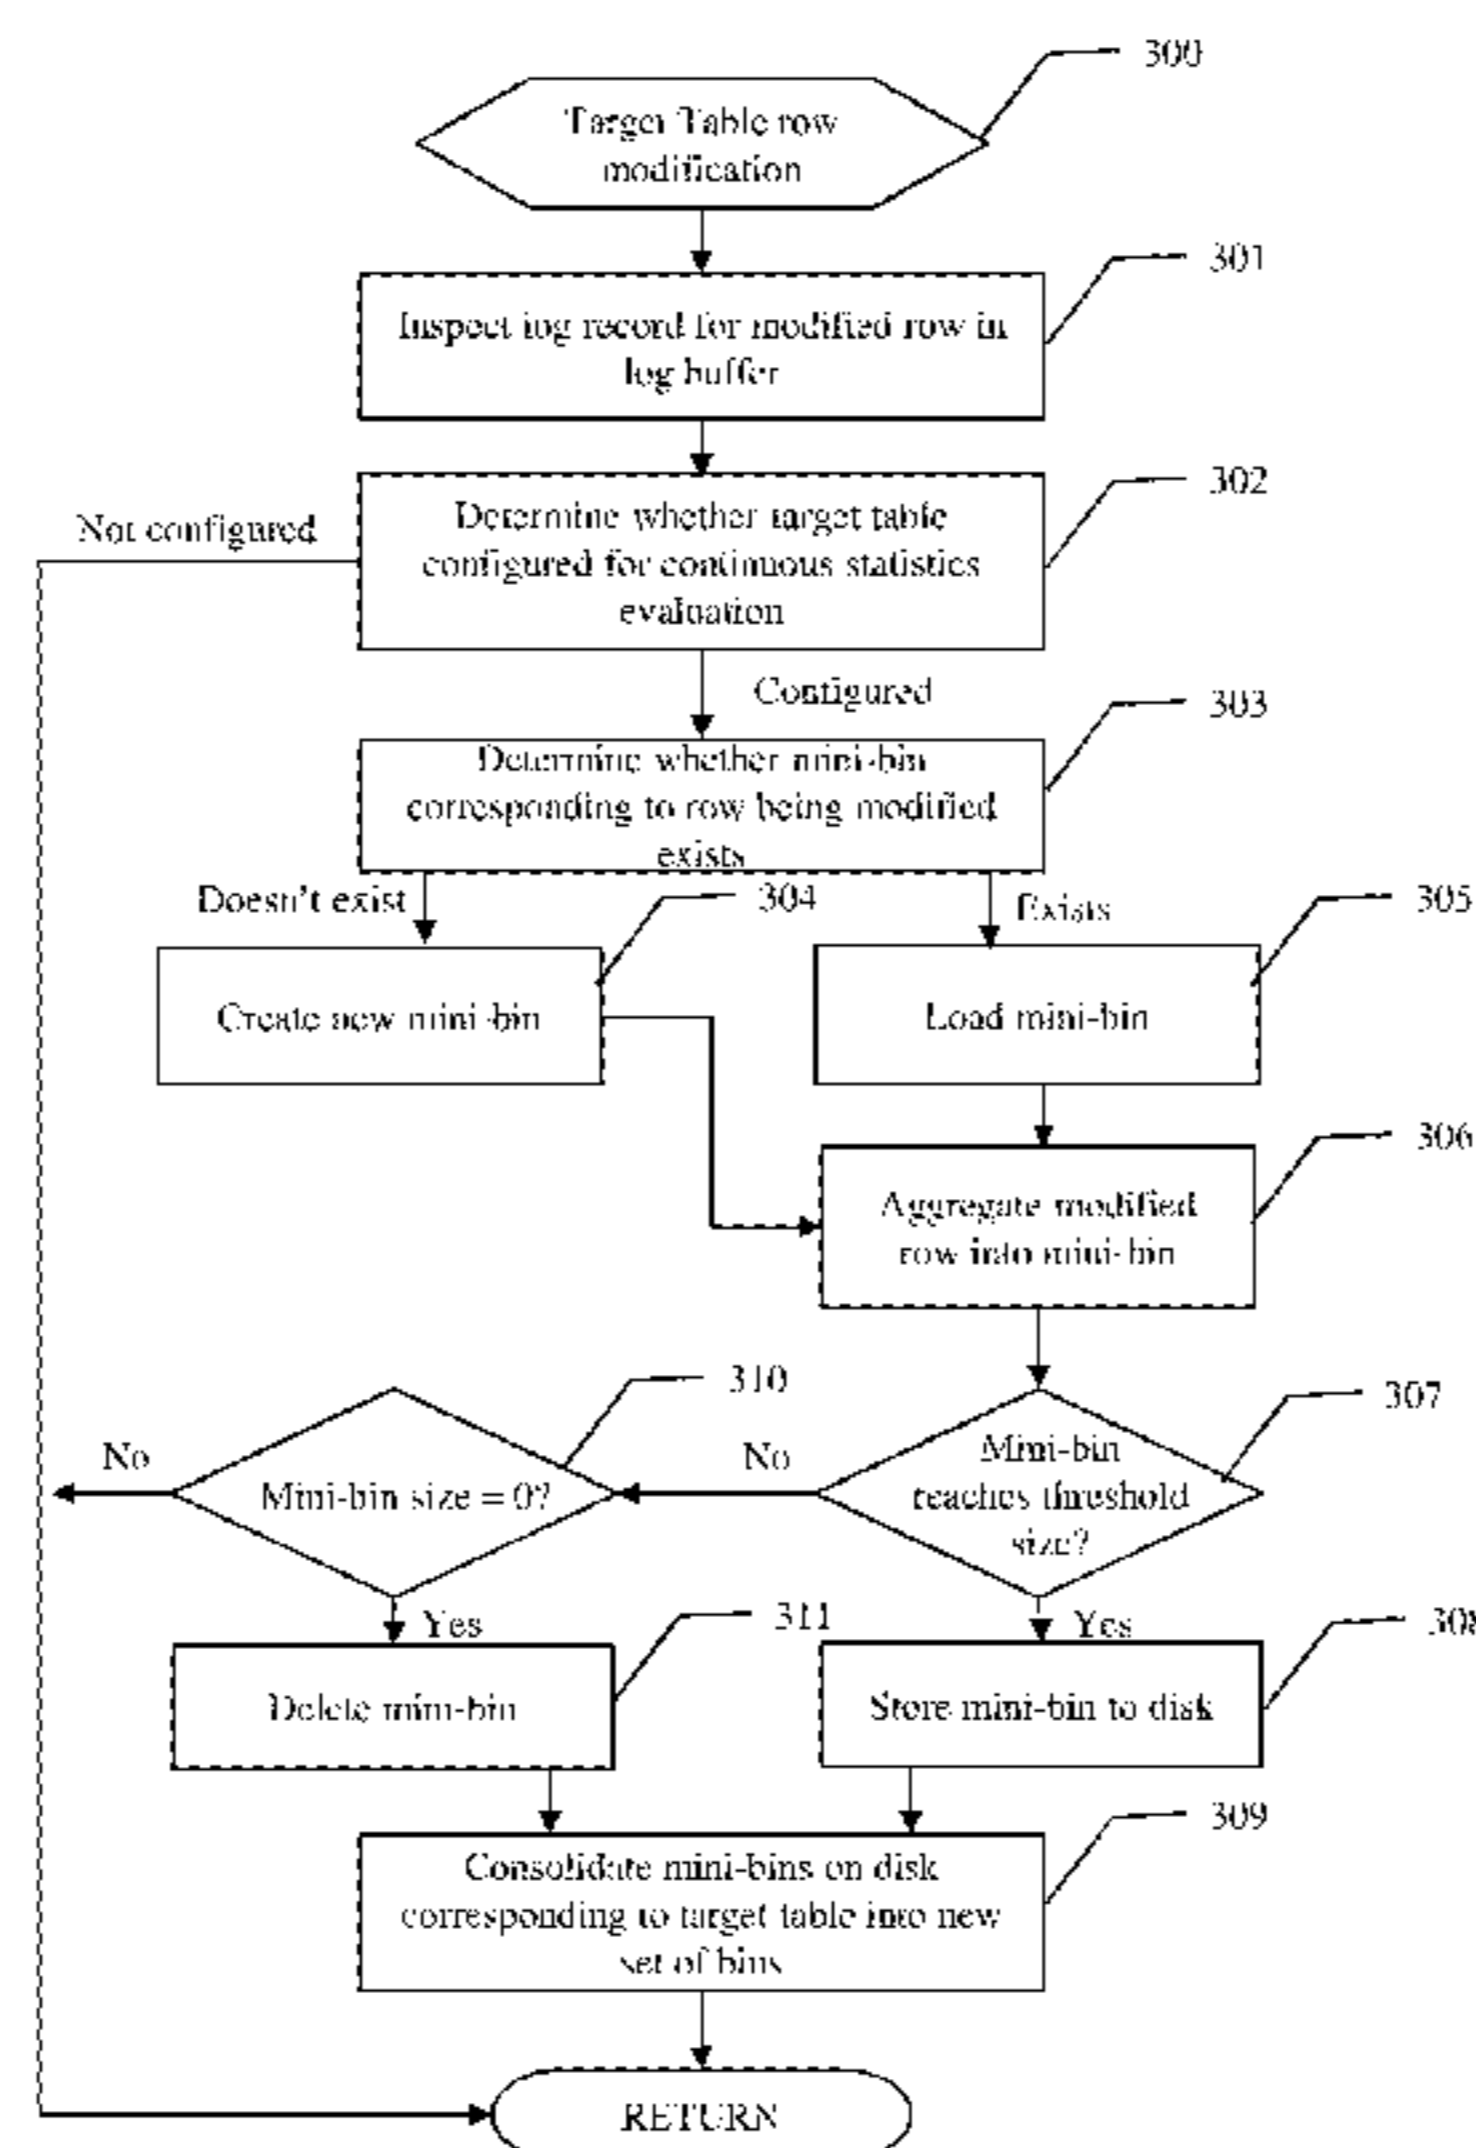 300
Target Table row
modification
301
Inspect log record for modified row in
log buffer
302
Not configured
Determine whether target table
configured for continuous statistics
evaluation
Configured
303
Determine whether mini-bin
corresponding to row being modified
exists
Doesn't exist
304
Exists
305
Create new mini-bin
Load mini-bin
306
Aggregate modified
row into mini-bin
310
307
No
Mini-bin size = 0?
No
Mini-bin
reaches threshold
size?
Yes
311
Yes
308
Delete mini-bin
Store mini-bin to disk
309
Consolidate mini-bins on disk
corresponding to target table into new
set of bins
RETURN